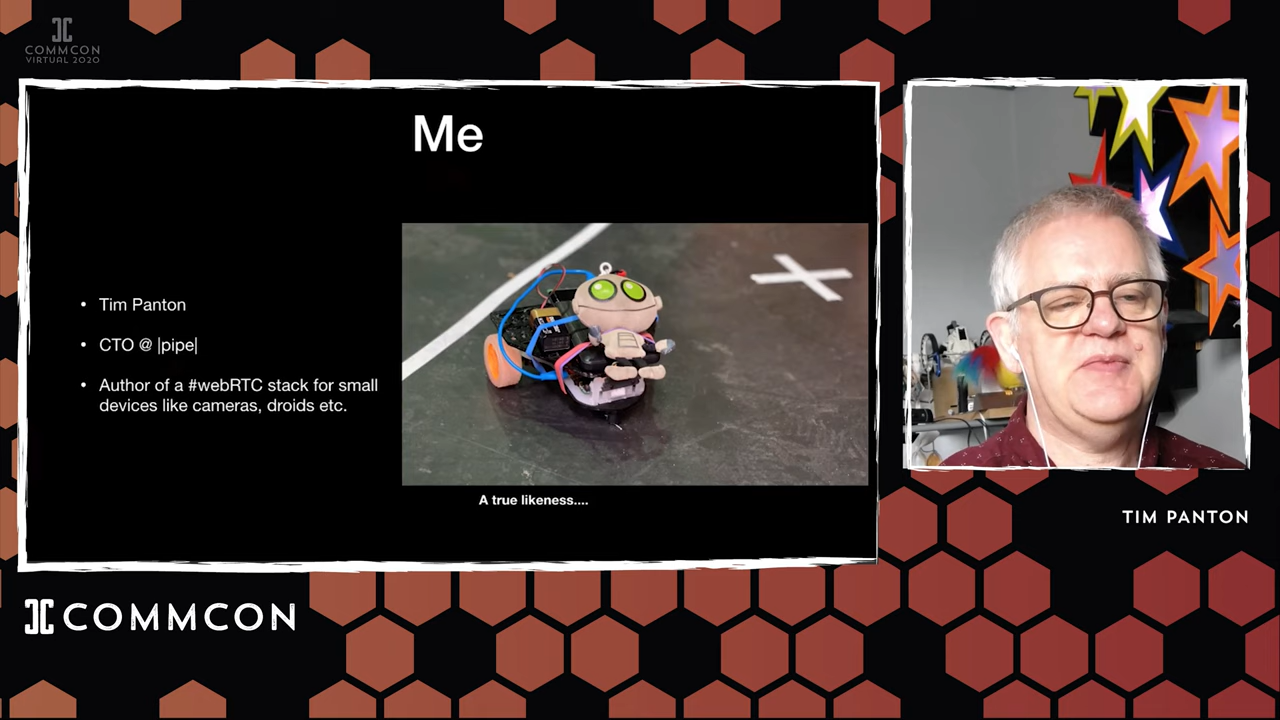 COMMCON
VIRTUAL 2020
Me
• Tim Panton
• CTO @ |pipe|
• Author of a #webRTC stack for small
devices like cameras, droids etc.
A true likeness....
TIM PANTON
COMMCON